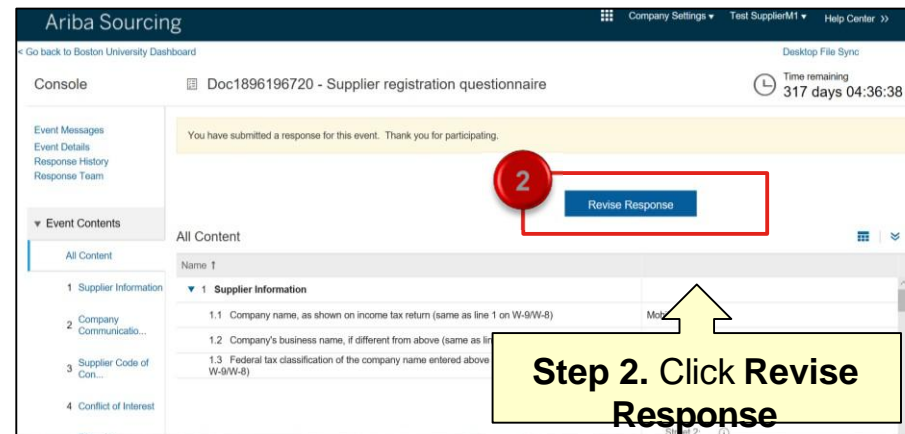 Ariba Sourcing
Company Settings ▾ Test SupplierM1 ▾ Help Center >>
< Go back to Boston University Dashboard
Desktop File Sync
Console
Doc1896196720 - Supplier registration questionnaire
Time remaining
317 days 04:36:38
Event Messages
Event Details
Response History
Response Team
You have submitted a response for this event. Thank you for participating.
2
Revise Response
▼ Event Contents
All Content
All Content
Name ↑
1 Supplier Information
▼ 1 Supplier Information
1.1 Company name, as shown on income tax return (same as line 1 on W-9/W-8)
2 Company Communicatio...
1.2 Company's business name, if different from above (same as
3 Supplier Code of Con...
1.3 Federal tax classification of the company name entered above
W-9/W-8)
4 Conflict of Interest
Step 2. Click Revise
Response
Street 2: